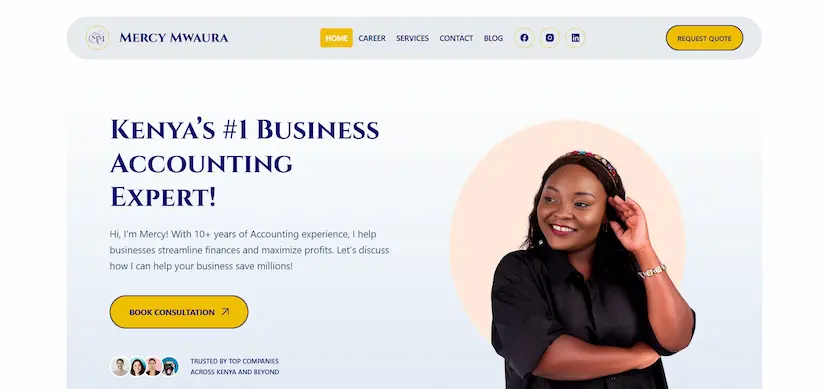 MM
MERCY MWAURA
HOME
CAREER
SERVICES
CONTACT
BLOG
REQUEST QUOTE
KENYA'S #1 BUSINESS
ACCOUNTING
EXPERT!
Hi, I'm Mercy! With 10+ years of Accounting experience, I help
businesses streamline finances and maximize profits. Let's discuss
how I can help your business save millions!
BOOK CONSULTATION
TRUSTED BY TOP COMPANIES
ACROSS KENYA AND BEYOND